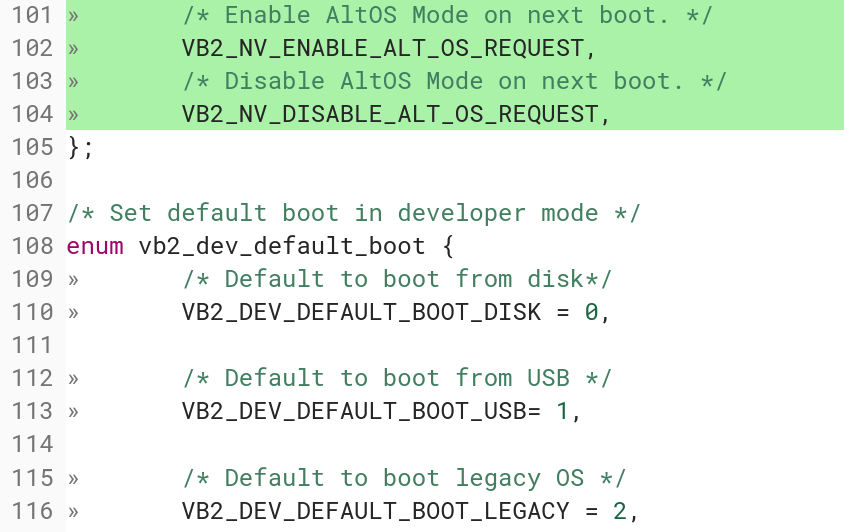 101 »       /* Enable AltOS Mode on next boot. */
102 »       VB2_NV_ENABLE_ALT_OS_REQUEST,
103 »       /* Disable AltOS Mode on next boot. */
104 »       VB2_NV_DISABLE_ALT_OS_REQUEST,
105 };
106
107 /* Set default boot in developer mode */
108 enum vb2_dev_default_boot {
109 »       /* Default to boot from disk*/
110 »       VB2_DEV_DEFAULT_BOOT_DISK = 0,
111
112 »       /* Default to boot from USB */
113 »       VB2_DEV_DEFAULT_BOOT_USB= 1,
114
115 »       /* Default to boot legacy OS */
116 »       VB2_DEV_DEFAULT_BOOT_LEGACY = 2,